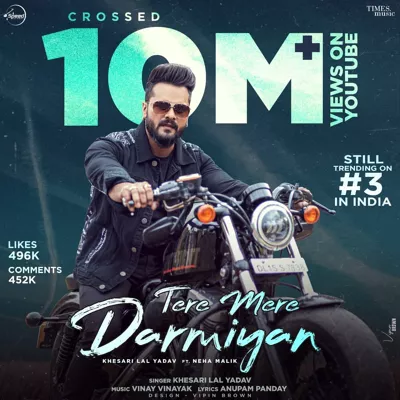 Speed
TIMES
music
CROSSED
10M+
VIEWS ON
YOUTUBE
STILL
TRENDING ON
#3
IN INDIA
LIKES
496K
COMMENTS
452K
Tere Mere
Darmiyan
KHESARI LAL YADAV FT. NEHA MALIK
SINGER KHESARI LAL YADAV
MUSIC VINAY VINAYAK LYRICS ANUPAM PANDAY
DESIGN - VIPIN BROWN